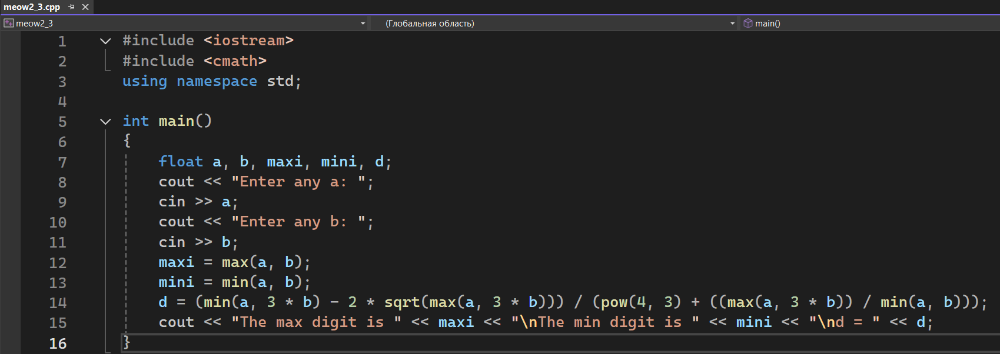 meow2_3.cpp
meow2_3 (Глобальная область) main()
1 #include <iostream>
2 #include <cmath>
3 using namespace std;
4
5 int main()
6 {
7 float a, b, maxi, mini, d;
8 cout << "Enter any a: ";
9 cin >> a;
10 cout << "Enter any b: ";
11 cin >> b;
12 maxi = max(a, b);
13 mini = min(a, b);
14 d = (min(a, 3 * b) - 2 * sqrt(max(a, 3 * b))) / (pow(4, 3) + ((max(a, 3 * b)) / min(a, b)));
15 cout << "The max digit is " << maxi << "\nThe min digit is " << mini << "\nd = " << d;
16 }